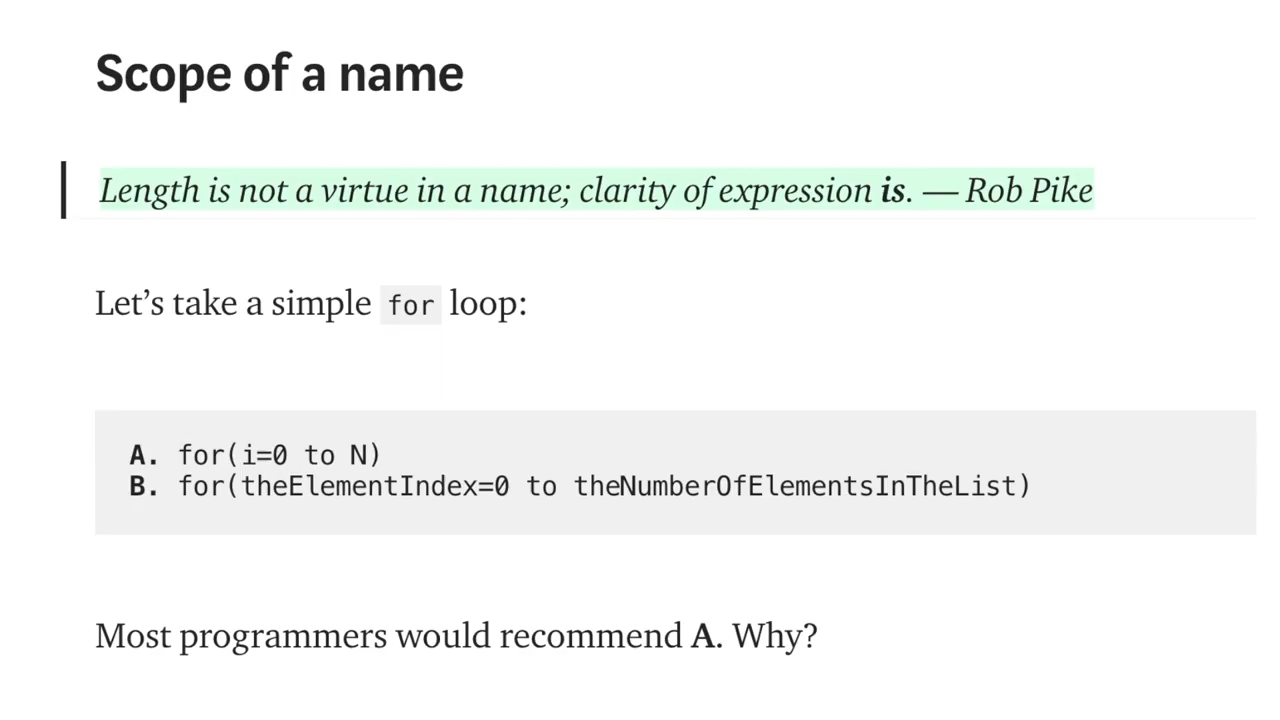 Scope of a name
Length is not a virtue in a name; clarity of expression is. — Rob Pike
Let’s take a simple for loop:
A. for(i=0 to N)
B. for(theElementIndex=0 to theNumberOfElementsInTheList)
Most programmers would recommend A. Why?